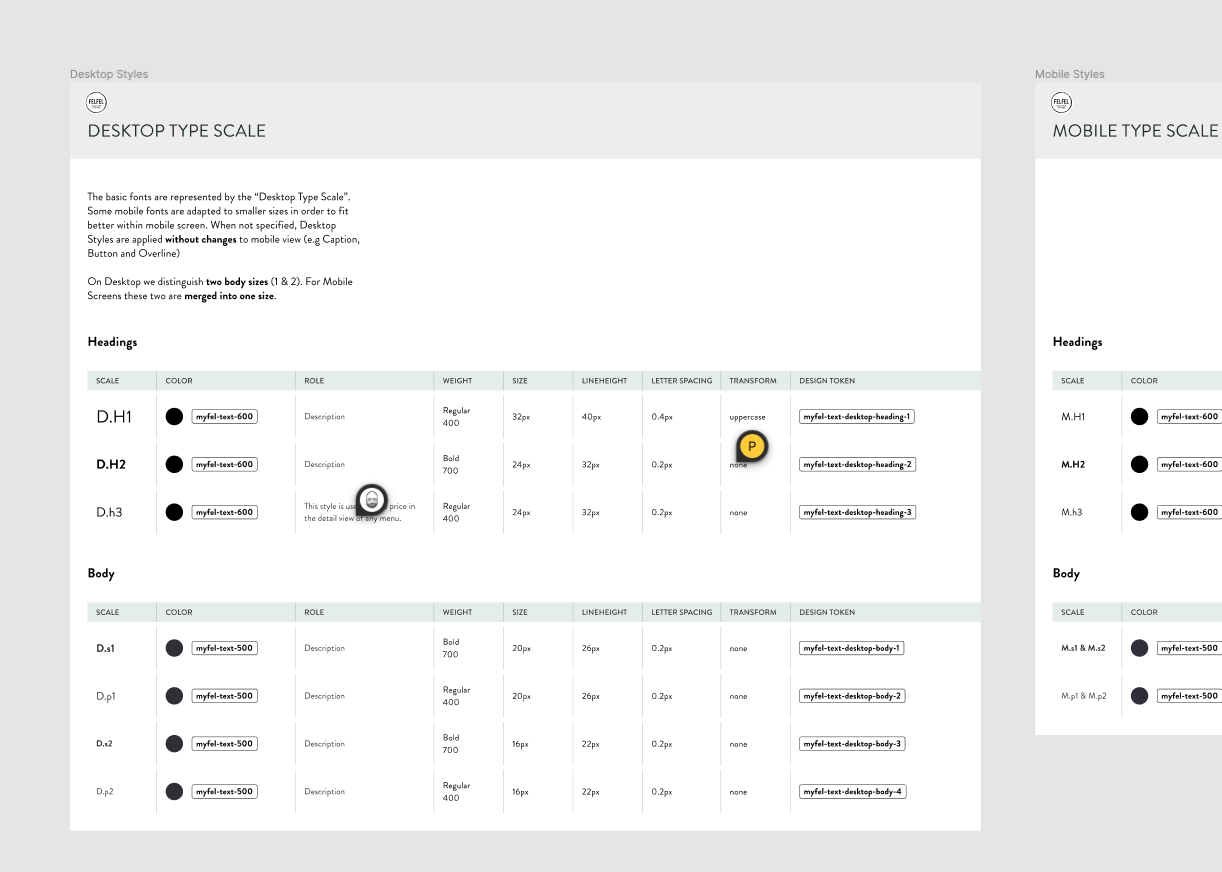 Desktop Styles
FELFEL
DESKTOP TYPE SCALE
The basic fonts are represented by the “Desktop Type Scale”.
Some mobile fonts are adapted to smaller sizes in order to fit
better within mobile screen. When not specified, Desktop
Styles are applied without changes to mobile view (e.g Caption,
Button and Overline)
On Desktop we distinguish two body sizes (1 & 2). For Mobile
Screens these two are merged into one size.
Headings
SCALE COLOR ROLE WEIGHT SIZE LINEHEIGHT LETTER SPACING TRANSFORM DESIGN TOKEN
D.H1 myfel-text-600 Description Regular 400 32px 40px 0.4px uppercase myfel-text-desktop-heading-1
P
D.H2 myfel-text-600 Description Bold 700 24px 32px 0.2px none myfel-text-desktop-heading-2
D.h3 myfel-text-600 This style is price in the detail view of any menu. Regular 400 24px 32px 0.2px none myfel-text-desktop-heading-3
Body
SCALE COLOR ROLE WEIGHT SIZE LINEHEIGHT LETTER SPACING TRANSFORM DESIGN TOKEN
D.s1 myfel-text-500 Description Bold 700 20px 26px 0.2px none myfel-text-desktop-body-1
D.p1 myfel-text-500 Description Regular 400 20px 26px 0.2px none myfel-text-desktop-body-2
D.s2 myfel-text-500 Description Bold 700 16px 22px 0.2px none myfel-text-desktop-body-3
D.p2 myfel-text-500 Description Regular 400 16px 22px 0.2px none myfel-text-desktop-body-4
Mobile Styles
FELFEL
MOBILE TYPE SCALE
Headings
SCALE COLOR
M.H1 myfel-text-600
M.H2 myfel-text-600
M.h3 myfel-text-600
Body
SCALE COLOR
M.s1 & M.s2 myfel-text-500
M.p1 & M.p2 myfel-text-500